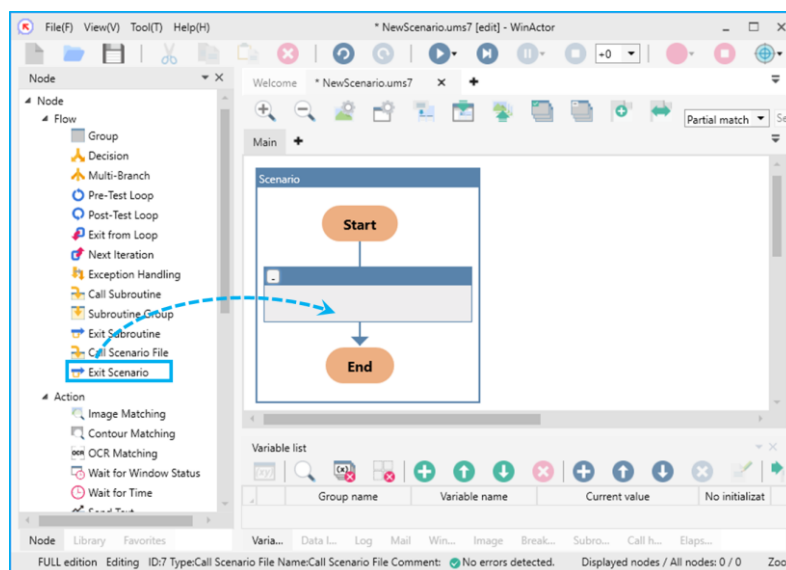 File(F) View(V) Tool(T) Help(H) * NewScenario.ums7 [edit] - WinActor
+0
Node
Welcome * NewScenario.ums7
Node
Flow
Group
Decision
Multi-Branch
Pre-Test Loop
Post-Test Loop
Exit from Loop
Next Iteration
Exception Handling
Call Subroutine
Subroutine Group
Exit Subroutine
Call Scenario File
Exit Scenario
Action
Image Matching
Contour Matching
OCR Matching
Wait for Window Status
Wait for Time
Node Library Favorites
Partial match Se
Main
Scenario
Start
End
Variable list
Group name Variable name Current value No initializat
Varia... Data I... Log Mail Win... Image Break... Subro... Call h... Elaps...
FULL edition Editing ID:7 Type:Call Scenario File Name:Call Scenario File Comment: No errors detected. Displayed nodes / All nodes: 0 / 0 Zoo